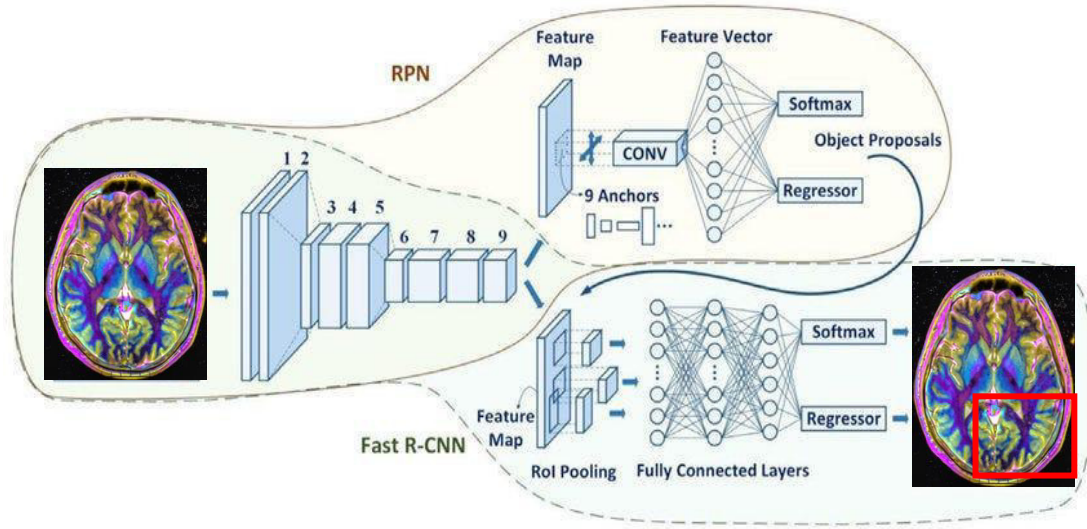 RPN
Feature
Map
Feature Vector
CONV
Softmax
Regressor
Object Proposals
9 Anchors
...
1 2
3 4 5
6 7 8 9
Feature
Map
Fast R-CNN
RoI Pooling
Fully Connected Layers
Softmax
Regressor